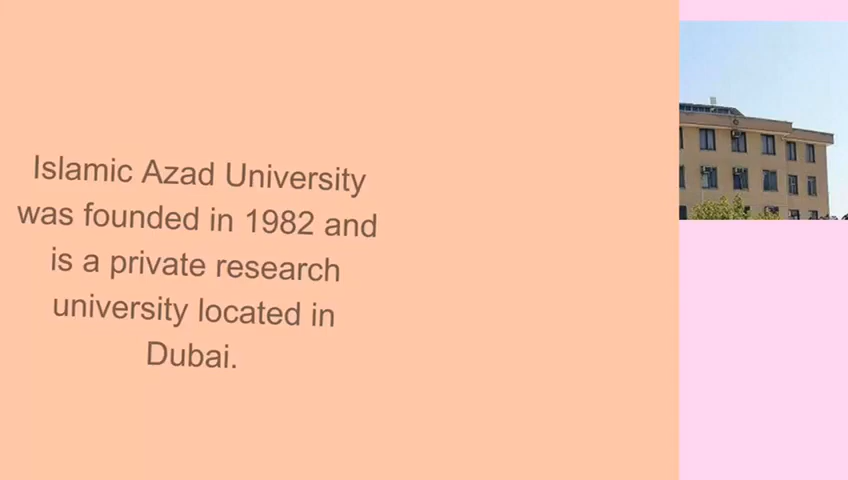 Islamic Azad University
was founded in 1982 and
is a private research
university located in
Dubai.